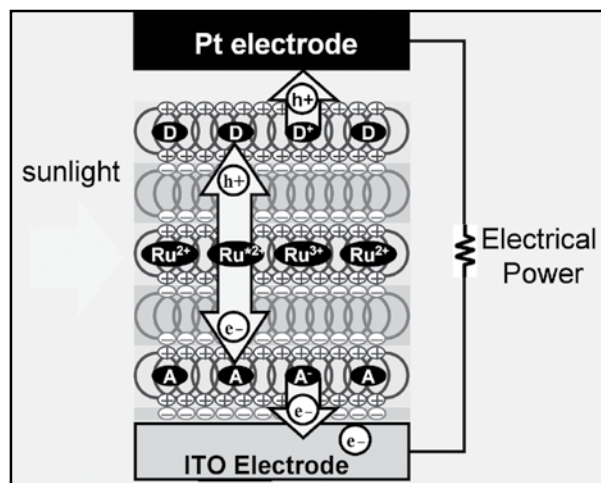 Pt electrode
h+
D D D⁺ D
sunlight
h+
Ru²⁺ Ru*²⁺ Ru³⁺ Ru²⁺
Electrical
Power
e−
A A A⁻ A
e−
e−
ITO Electrode